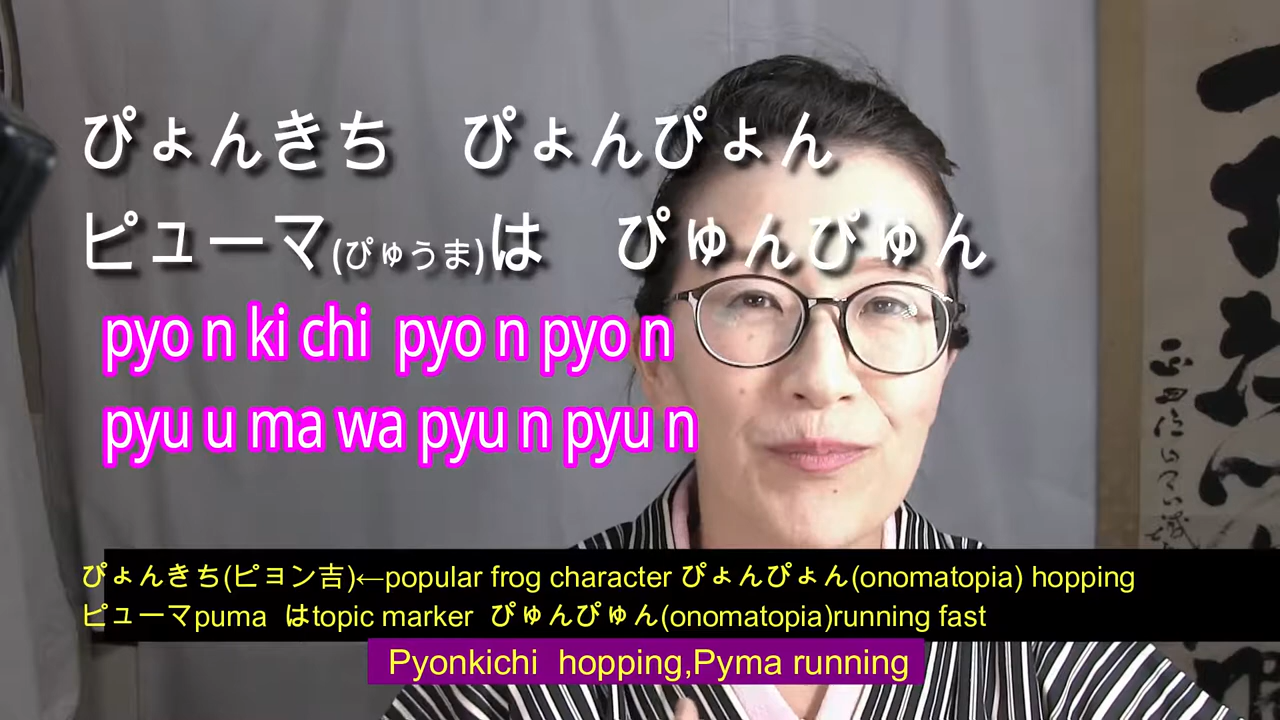 ぴょんきち　ぴょんぴょん
ピューマ(ぴゅうま)は　ぴゅんぴゅん
pyo n ki chi pyo n pyo n
pyu u ma wa pyu n pyu n
ぴょんきち(ピョン吉)←popular frog character ぴょんぴょん(onomatopia) hopping
ピューマpuma はtopic marker ぴゅんぴゅん(onomatopia)running fast
Pyonkichi hopping,Pyma running